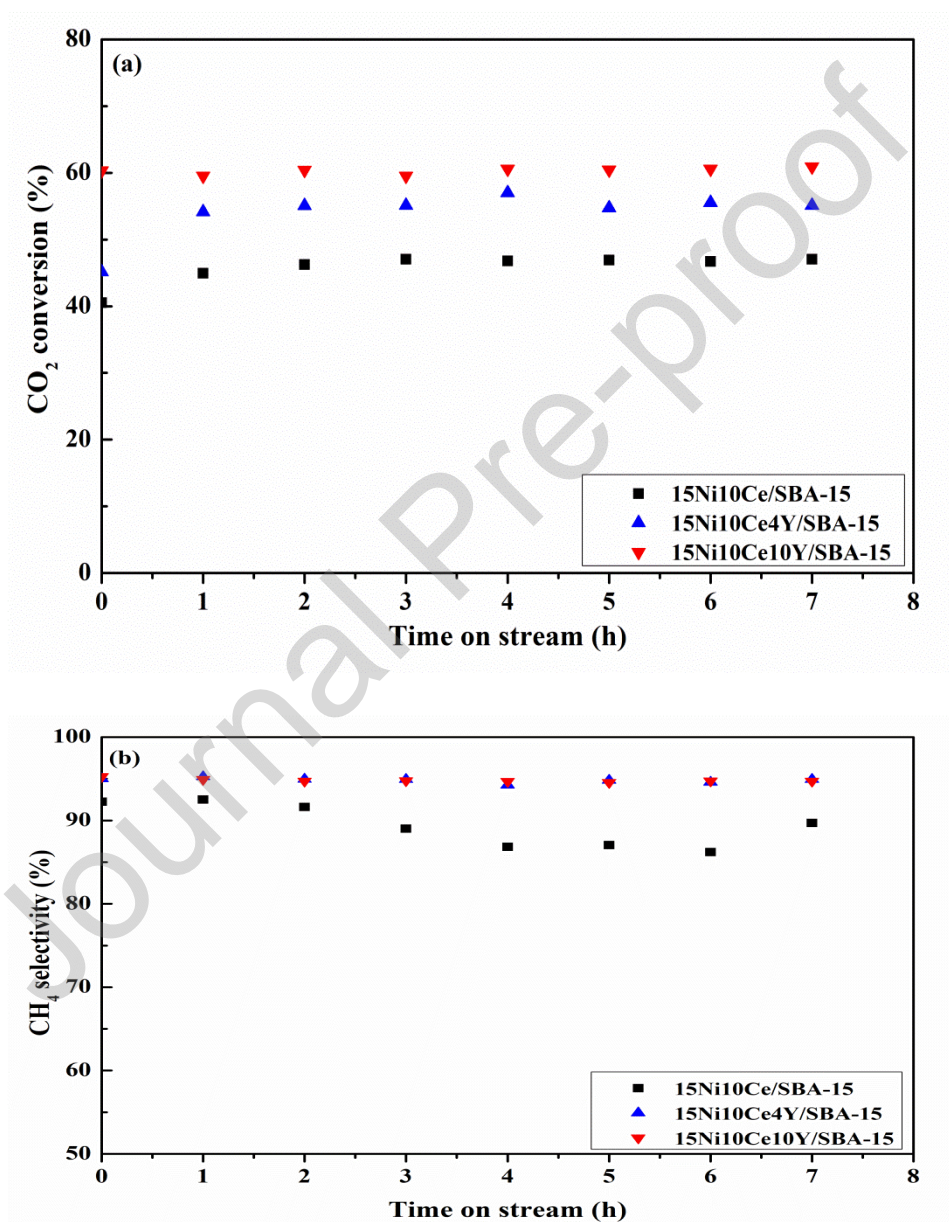 80
(a)
60
40
20
0
CO2 conversion (%)
15Ni10Ce/SBA-15
15Ni10Ce4Y/SBA-15
15Ni10Ce10Y/SBA-15
0 1 2 3 4 5 6 7 8
Time on stream (h)
Journal Pre-proof
100
(b)
90
80
70
60
50
CH4 selectivity (%)
15Ni10Ce/SBA-15
15Ni10Ce4Y/SBA-15
15Ni10Ce10Y/SBA-15
0 1 2 3 4 5 6 7 8
Time on stream (h)